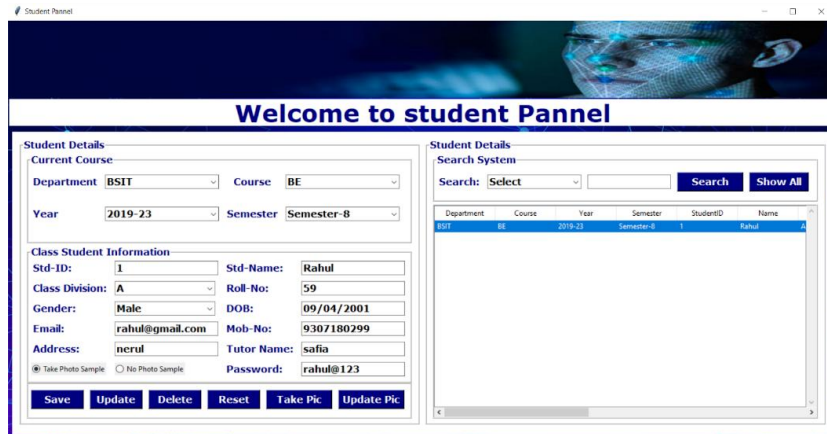 Student Pannel
Welcome to student Pannel
Student Details
Current Course
Department BSIT Course BE
Year 2019-23 Semester Semester-8
Class Student Information
Std-ID: 1 Std-Name: Rahul
Class Division: A Roll-No: 59
Gender: Male DOB: 09/04/2001
Email: rahul@gmail.com Mob-No: 9307180299
Address: nerul Tutor Name: safia
Take Photo Sample No Photo Sample Password: rahul@123
Save Update Delete Reset Take Pic Update Pic
Student Details
Search System
Search: Select Search Show All
Department Course Year Semester StudentID Name
BSIT BE 2019-23 Semester-8 1 Rahul A